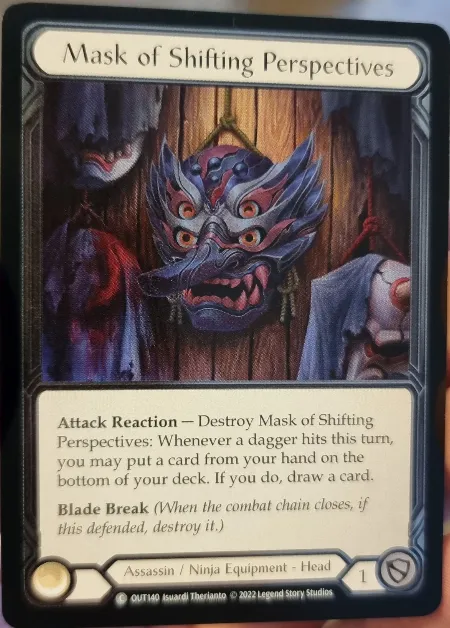 Mask of Shifting Perspectives
Attack Reaction — Destroy Mask of Shifting
Perspectives: Whenever a dagger hits this turn,
you may put a card from your hand on the
bottom of your deck. If you do, draw a card.
Blade Break (When the combat chain closes, if
this defended, destroy it.)
Assassin / Ninja Equipment - Head
1
C OUT140 Isuardi Therianto © 2022 Legend Story Studios